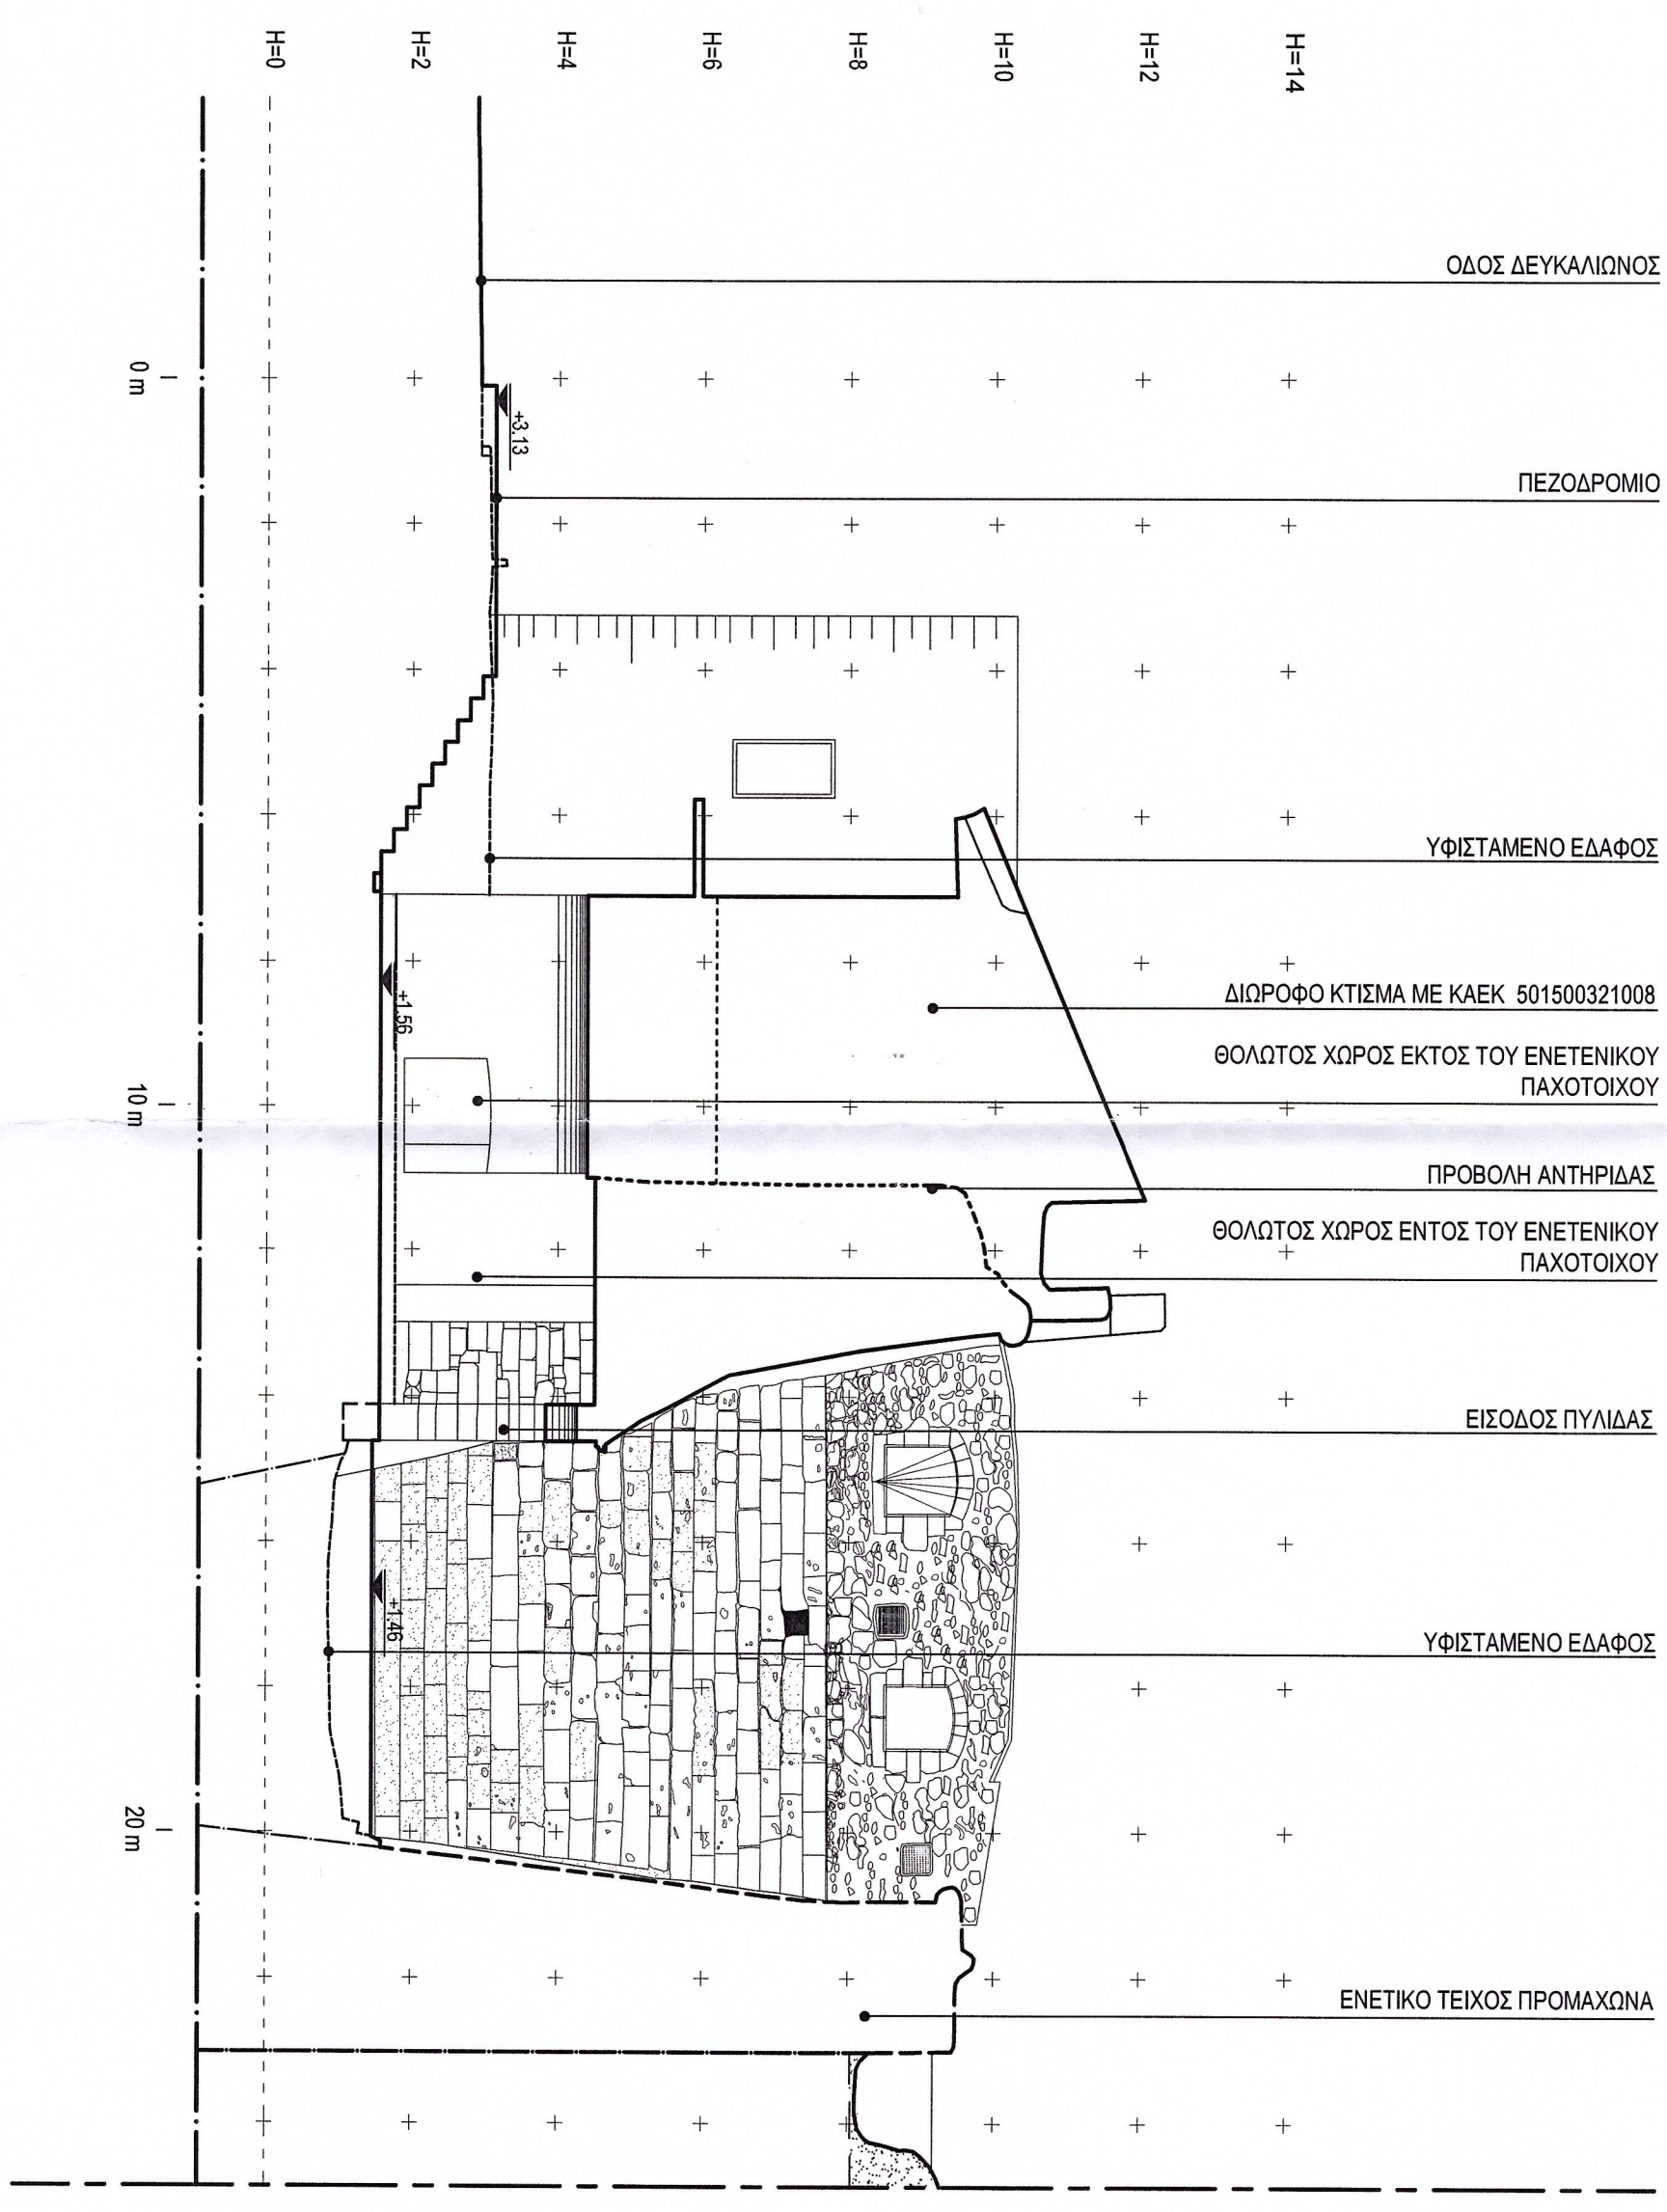 H=0
H=2
H=4
H=6
H=8
H=10
H=12
H=14
ΟΔΟΣ ΔΕΥΚΑΛΙΩΝΟΣ
0 m
+3.13
ΠΕΖΟΔΡΟΜΙΟ
ΥΦΙΣΤΑΜΕΝΟ ΕΔΑΦΟΣ
ΔΙΩΡΟΦΟ ΚΤΙΣΜΑ ΜΕ ΚΑΕΚ 501500321008
+1.56
ΘΟΛΩΤΟΣ ΧΩΡΟΣ ΕΚΤΟΣ ΤΟΥ ΕΝΕΤΕΝΙΚΟΥ
ΠΑΧΟΤΟΙΧΟΥ
10 m
ΠΡΟΒΟΛΗ ΑΝΤΗΡΙΔΑΣ
ΘΟΛΩΤΟΣ ΧΩΡΟΣ ΕΝΤΟΣ ΤΟΥ ΕΝΕΤΕΝΙΚΟΥ
ΠΑΧΟΤΟΙΧΟΥ
ΕΙΣΟΔΟΣ ΠΥΛΙΔΑΣ
+1.46
ΥΦΙΣΤΑΜΕΝΟ ΕΔΑΦΟΣ
20 m
ΕΝΕΤΙΚΟ ΤΕΙΧΟΣ ΠΡΟΜΑΧΩΝΑ